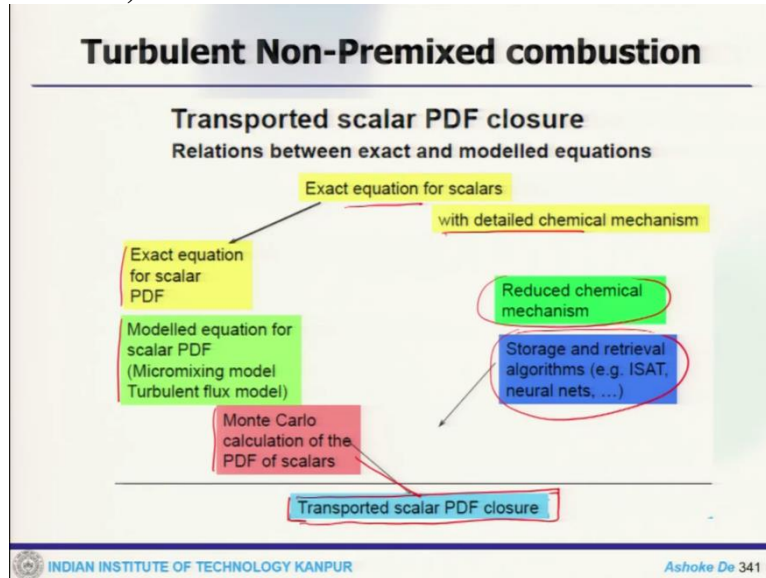 Turbulent Non-Premixed combustion
Transported scalar PDF closure
Relations between exact and modelled equations
Exact equation for scalars
with detailed chemical mechanism
Exact equation
for scalar
PDF
Reduced chemical
mechanism
Modelled equation for
scalar PDF
(Micromixing model
Turbulent flux model)
Storage and retrieval
algorithms (e.g. ISAT,
neural nets, ...)
Monte Carlo
calculation of the
PDF of scalars
Transported scalar PDF closure
INDIAN INSTITUTE OF TECHNOLOGY KANPUR
Ashoke De 341